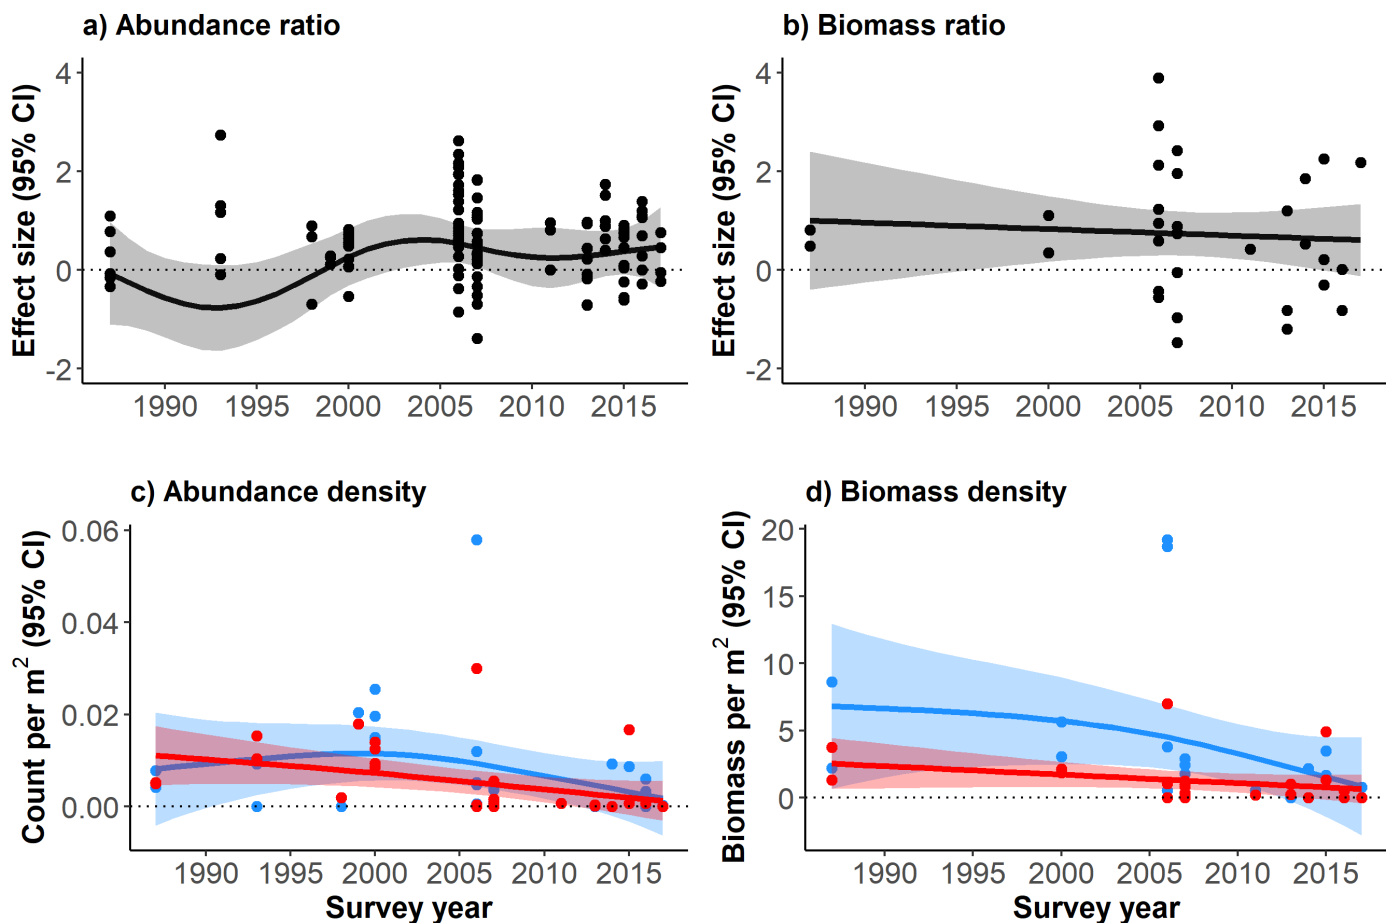 a) Abundance ratio
Effect size (95% CI)
4
2
0
-2
1990 1995 2000 2005 2010 2015
b) Biomass ratio
Effect size (95% CI)
4
2
0
-2
1990 1995 2000 2005 2010 2015
c) Abundance density
Count per m² (95% CI)
0.06
0.04
0.02
0.00
1990 1995 2000 2005 2010 2015
Survey year
d) Biomass density
Biomass per m² (95% CI)
20
15
10
5
0
1990 1995 2000 2005 2010 2015
Survey year